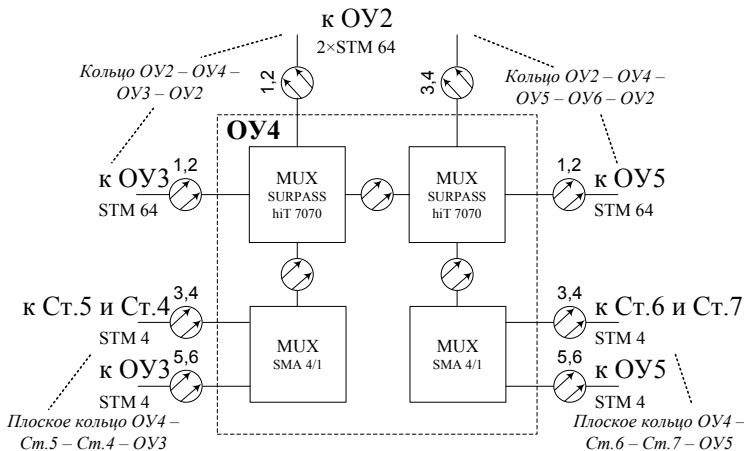 к ОУ2
2×STM 64
Кольцо ОУ2 – ОУ4 –
ОУ3 – ОУ2
1,2
3,4
Кольцо ОУ2 – ОУ4 –
ОУ5 – ОУ6 – ОУ2
ОУ4
к ОУ3
1,2
STM 64
MUX
SURPASS
hiT 7070
MUX
SURPASS
hiT 7070
1,2
к ОУ5
STM 64
к Ст.5 и Ст.4
3,4
STM 4
к ОУ3
5,6
STM 4
MUX
SMA 4/1
MUX
SMA 4/1
3,4
к Ст.6 и Ст.7
STM 4
5,6
к ОУ5
STM 4
Плоское кольцо ОУ4 –
Ст.5 – Ст.4 – ОУ3
Плоское кольцо ОУ4 –
Ст.6 – Ст.7 – ОУ5